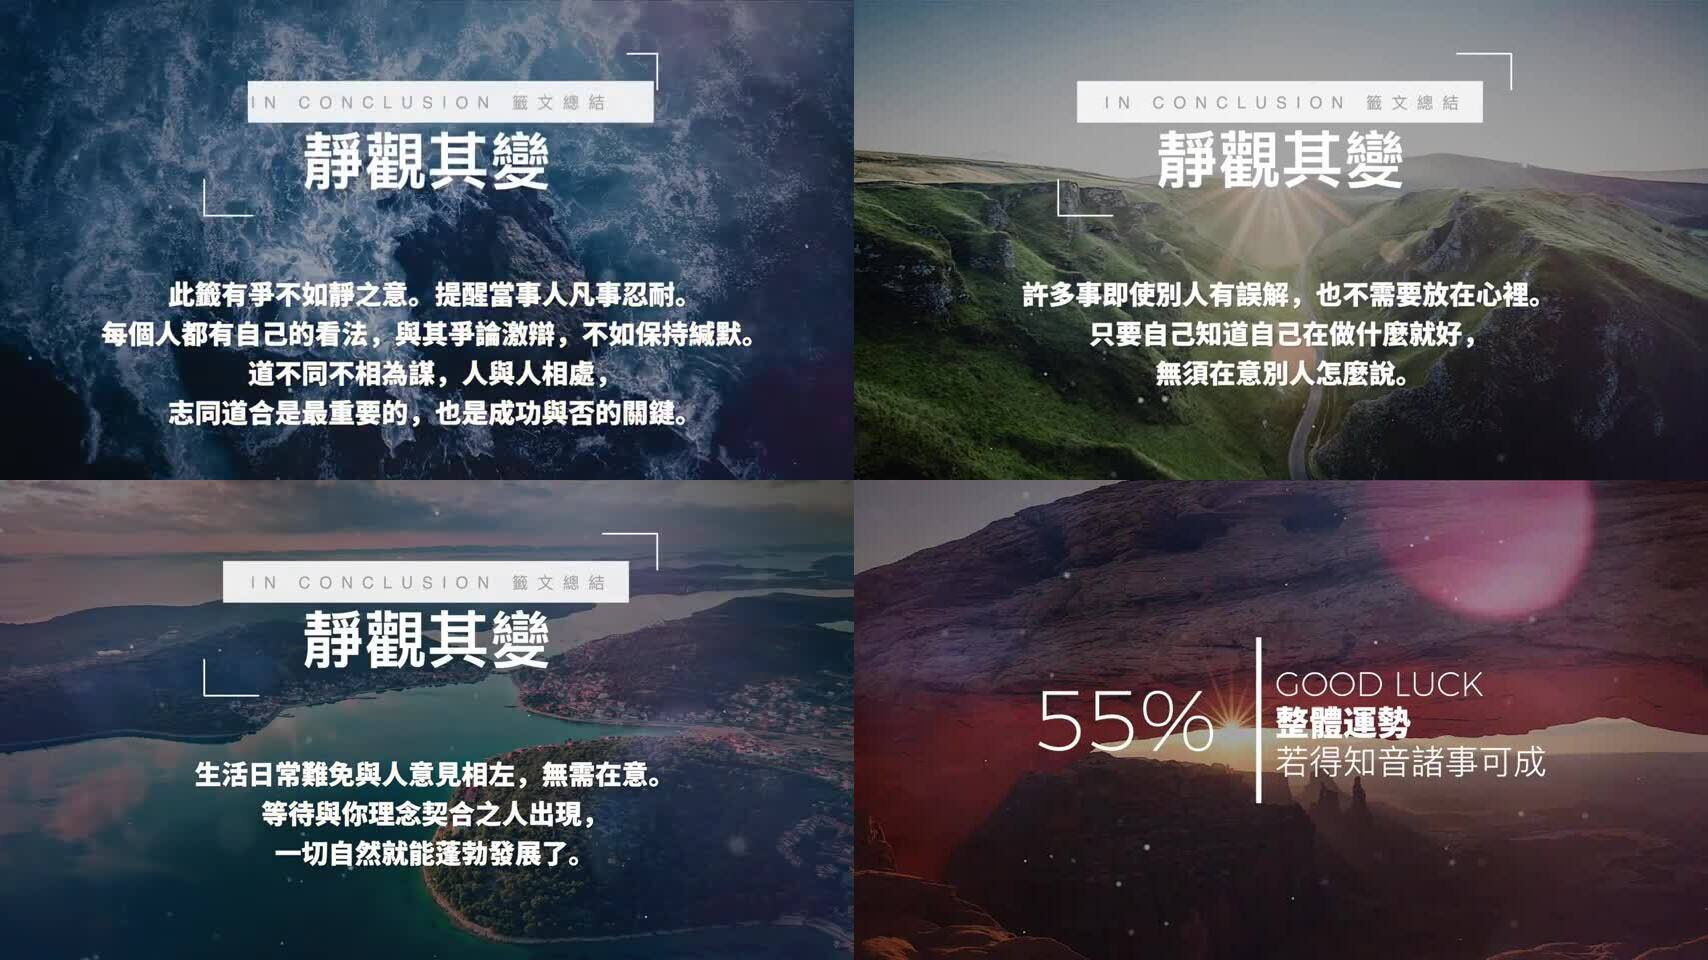 IN CONCLUSION 籤文總結
靜觀其變
此籤有爭不如靜之意。提醒當事人凡事忍耐。
每個人都有自己的看法，與其爭論激辯，不如保持緘默。
道不同不相為謀，人與人相處，
志同道合是最重要的，也是成功與否的關鍵。
IN CONCLUSION 籤文總結
靜觀其變
許多事即使別人有誤解，也不需要放在心裡。
只要自己知道自己在做什麼就好，
無須在意別人怎麼說。
IN CONCLUSION 籤文總結
靜觀其變
生活日常難免與人意見相左，無需在意。
等待與你理念契合之人出現，
一切自然就能蓬勃發展了。
55%
GOOD LUCK
整體運勢
若得知音諸事可成